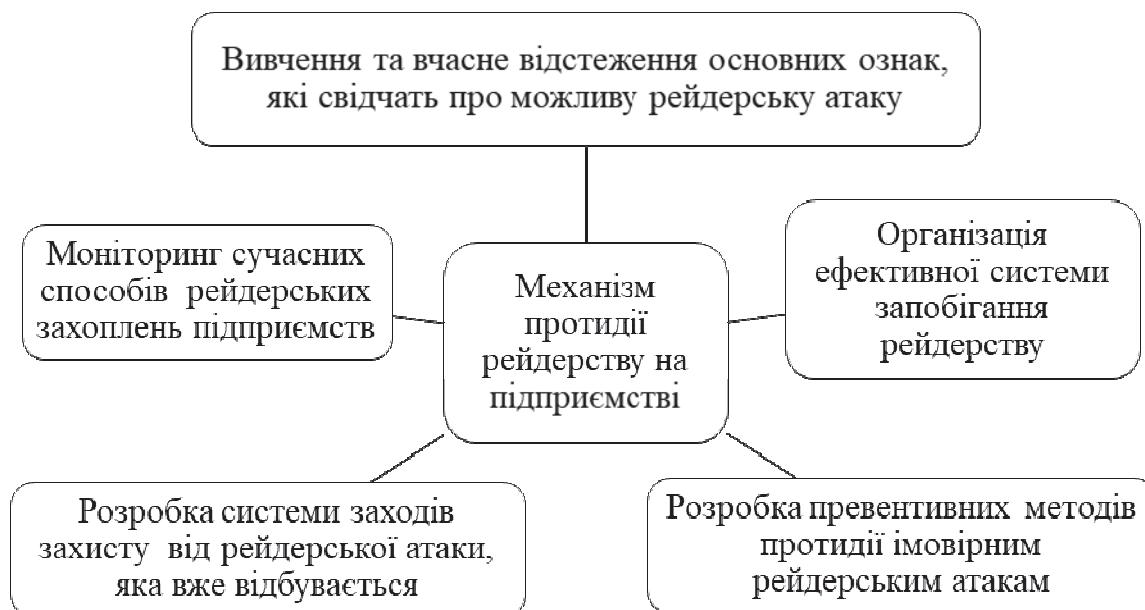 Вивчення та вчасне відстеження основних ознак,
які свідчать про можливу рейдерську атаку
Моніторинг сучасних
способів рейдерських
захоплень підприємств
Механізм
протидії
рейдерству на
підприємстві
Організація
ефективної системи
запобігання
рейдерству
Розробка системи заходів
захисту від рейдерської атаки,
яка вже відбувається
Розробка превентивних методів
протидії імовірним
рейдерським атакам